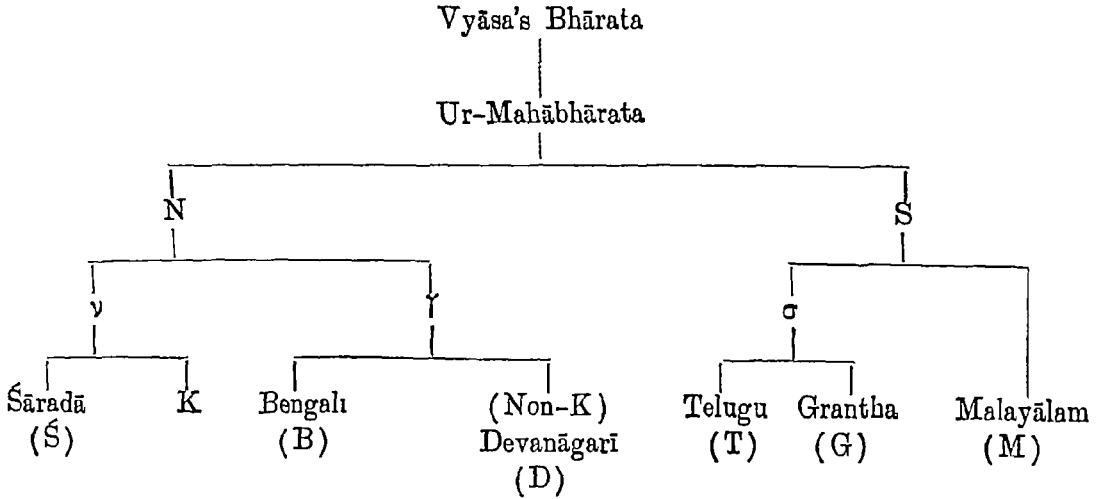 Vyāsa's Bhārata
Ur-Mahābhārata
N S
ν γ σ
Śāradā K Bengali (Non-K) Telugu Grantha Malayālam
(Ś) (B) Devanāgarī (T) (G) (M)
(D)